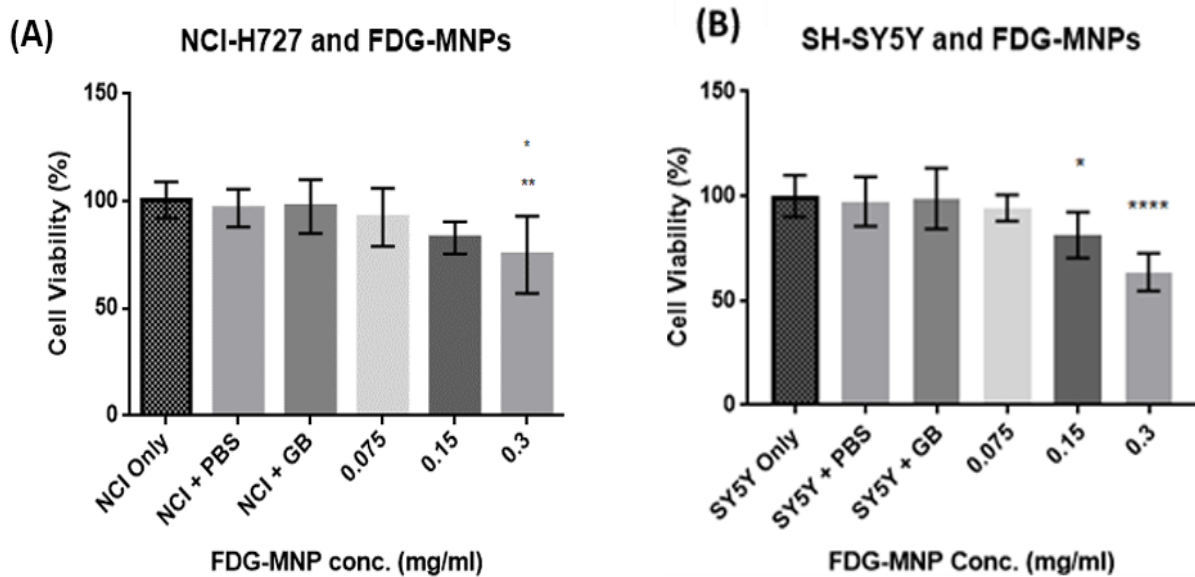 (A)
NCI-H727 and FDG-MNPs
150
100
50
0
Cell Viability (%)
*
**
NCI Only
NCI + PBS
NCI + GB
0.075
0.15
0.3
FDG-MNP conc. (mg/ml)
(B)
SH-SY5Y and FDG-MNPs
150
100
50
0
Cell Viability (%)
*
****
SY5Y Only
SY5Y + PBS
SY5Y + GB
0.075
0.15
0.3
FDG-MNP Conc. (mg/ml)